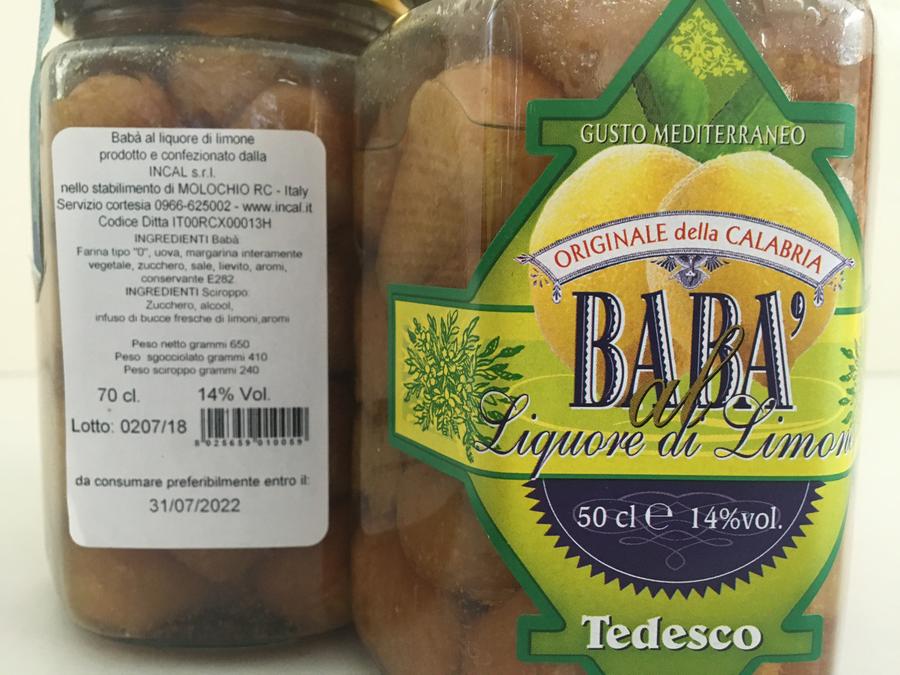 Babà al liquore di limone
prodotto e confezionato dalla
INCAL s.r.l.
nello stabilimento di MOLOCHIO RC - Italy
Servizio cortesia 0966-625002 - www.incal.it
Codice Ditta IT00RCX00013H
INGREDIENTI Babà:
Farina tipo "0", uova, margarina interamente
vegetale, zucchero, sale, lievito, aromi,
conservante E282
INGREDIENTI Sciroppo:
Zucchero, alcool,
infuso di bucce fresche di limoni,aromi
Peso netto grammi 650
Peso sgocciolato grammi 410
Peso sciroppo grammi 240
70 cl. 14% Vol.
Lotto: 0207/18
8025659010059
da consumare preferibilmente entro il:
31/07/2022
GUSTO MEDITERRANEO
ORIGINALE della CALABRIA
BABA'
al
Liquore di Limone
50 cl e 14%vol.
Tedesco